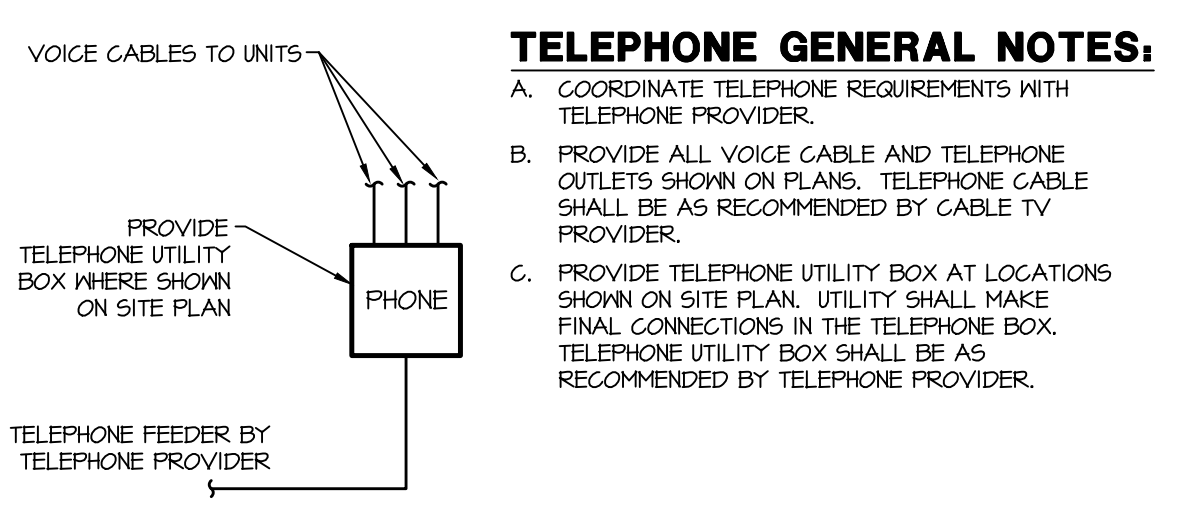 VOICE CABLES TO UNITS
PROVIDE
TELEPHONE UTILITY
BOX WHERE SHOWN
ON SITE PLAN
PHONE
TELEPHONE FEEDER BY
TELEPHONE PROVIDER
TELEPHONE GENERAL NOTES:
A. COORDINATE TELEPHONE REQUIREMENTS WITH
TELEPHONE PROVIDER.
B. PROVIDE ALL VOICE CABLE AND TELEPHONE
OUTLETS SHOWN ON PLANS. TELEPHONE CABLE
SHALL BE AS RECOMMENDED BY CABLE TV
PROVIDER.
C. PROVIDE TELEPHONE UTILITY BOX AT LOCATIONS
SHOWN ON SITE PLAN. UTILITY SHALL MAKE
FINAL CONNECTIONS IN THE TELEPHONE BOX.
TELEPHONE UTILITY BOX SHALL BE AS
RECOMMENDED BY TELEPHONE PROVIDER.